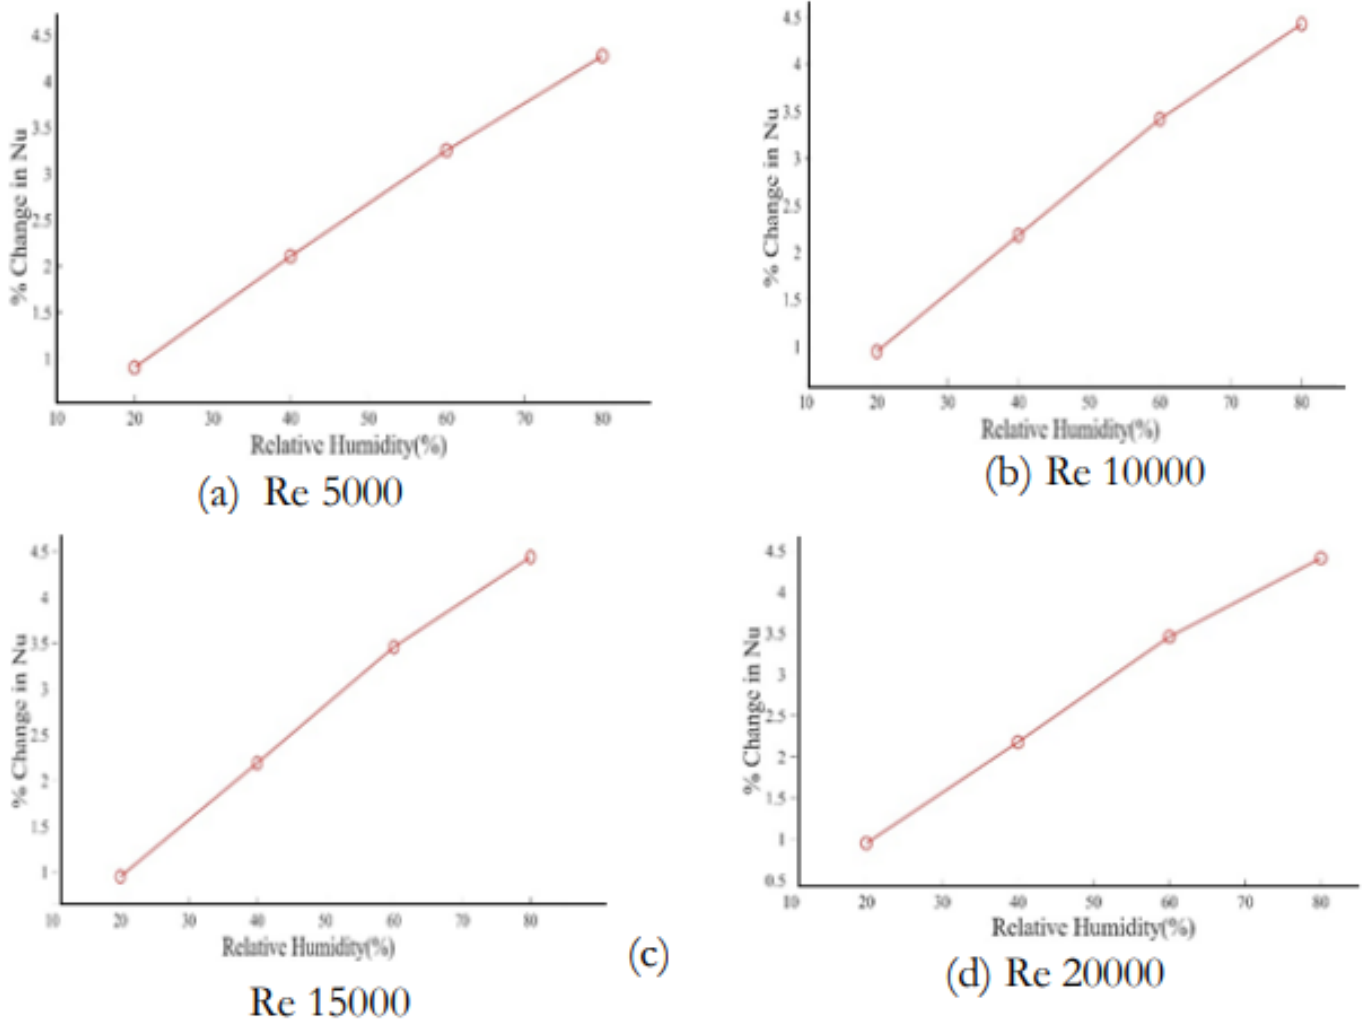 4.5
4
3.5
3
2.5
2
1.5
1
% Change in Nu
10 20 30 40 50 60 70 80
Relative Humidity(%)
(a) Re 5000
4.5
4
3.5
3
2.5
2
1.5
1
% Change in Nu
10 20 30 40 50 60 70 80
Relative Humidity(%)
(b) Re 10000
4.5
4
3.5
3
2.5
2
1.5
1
% Change in Nu
10 20 30 40 50 60 70 80
Relative Humidity(%)
(c)
Re 15000
4.5
4
3.5
3
2.5
2
1.5
1
0.5
% Change in Nu
10 20 30 40 50 60 70 80
Relative Humidity(%)
(d) Re 20000